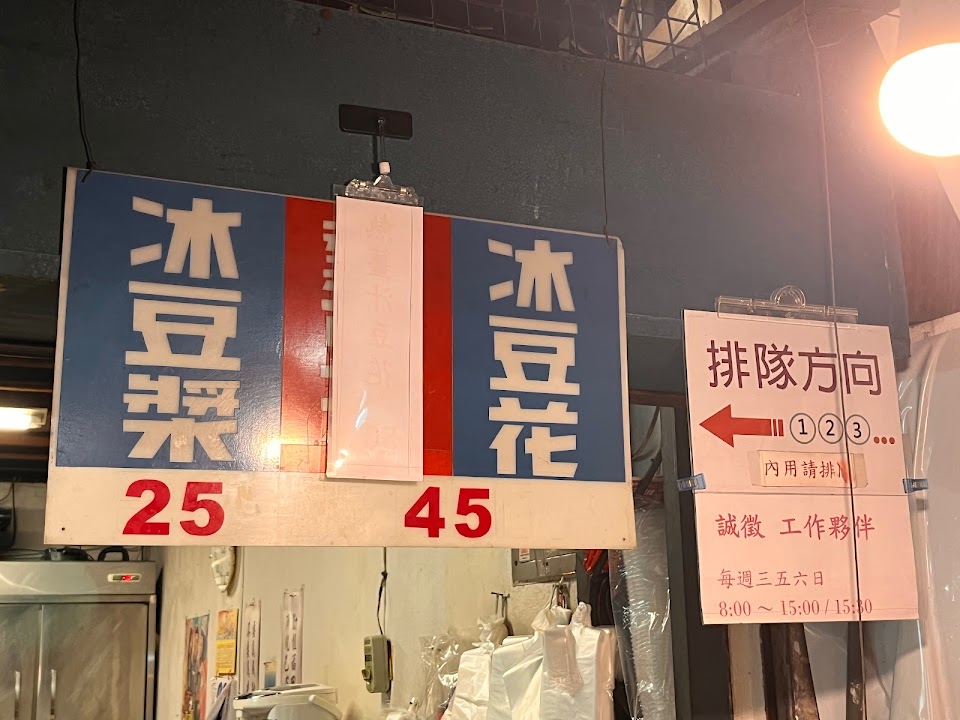 冰豆漿
25
冰豆花
45
排隊方向
①②③....
內用請排
誠徵 工作夥伴
每週三五六日
8:00 ~ 15:00 / 15:30